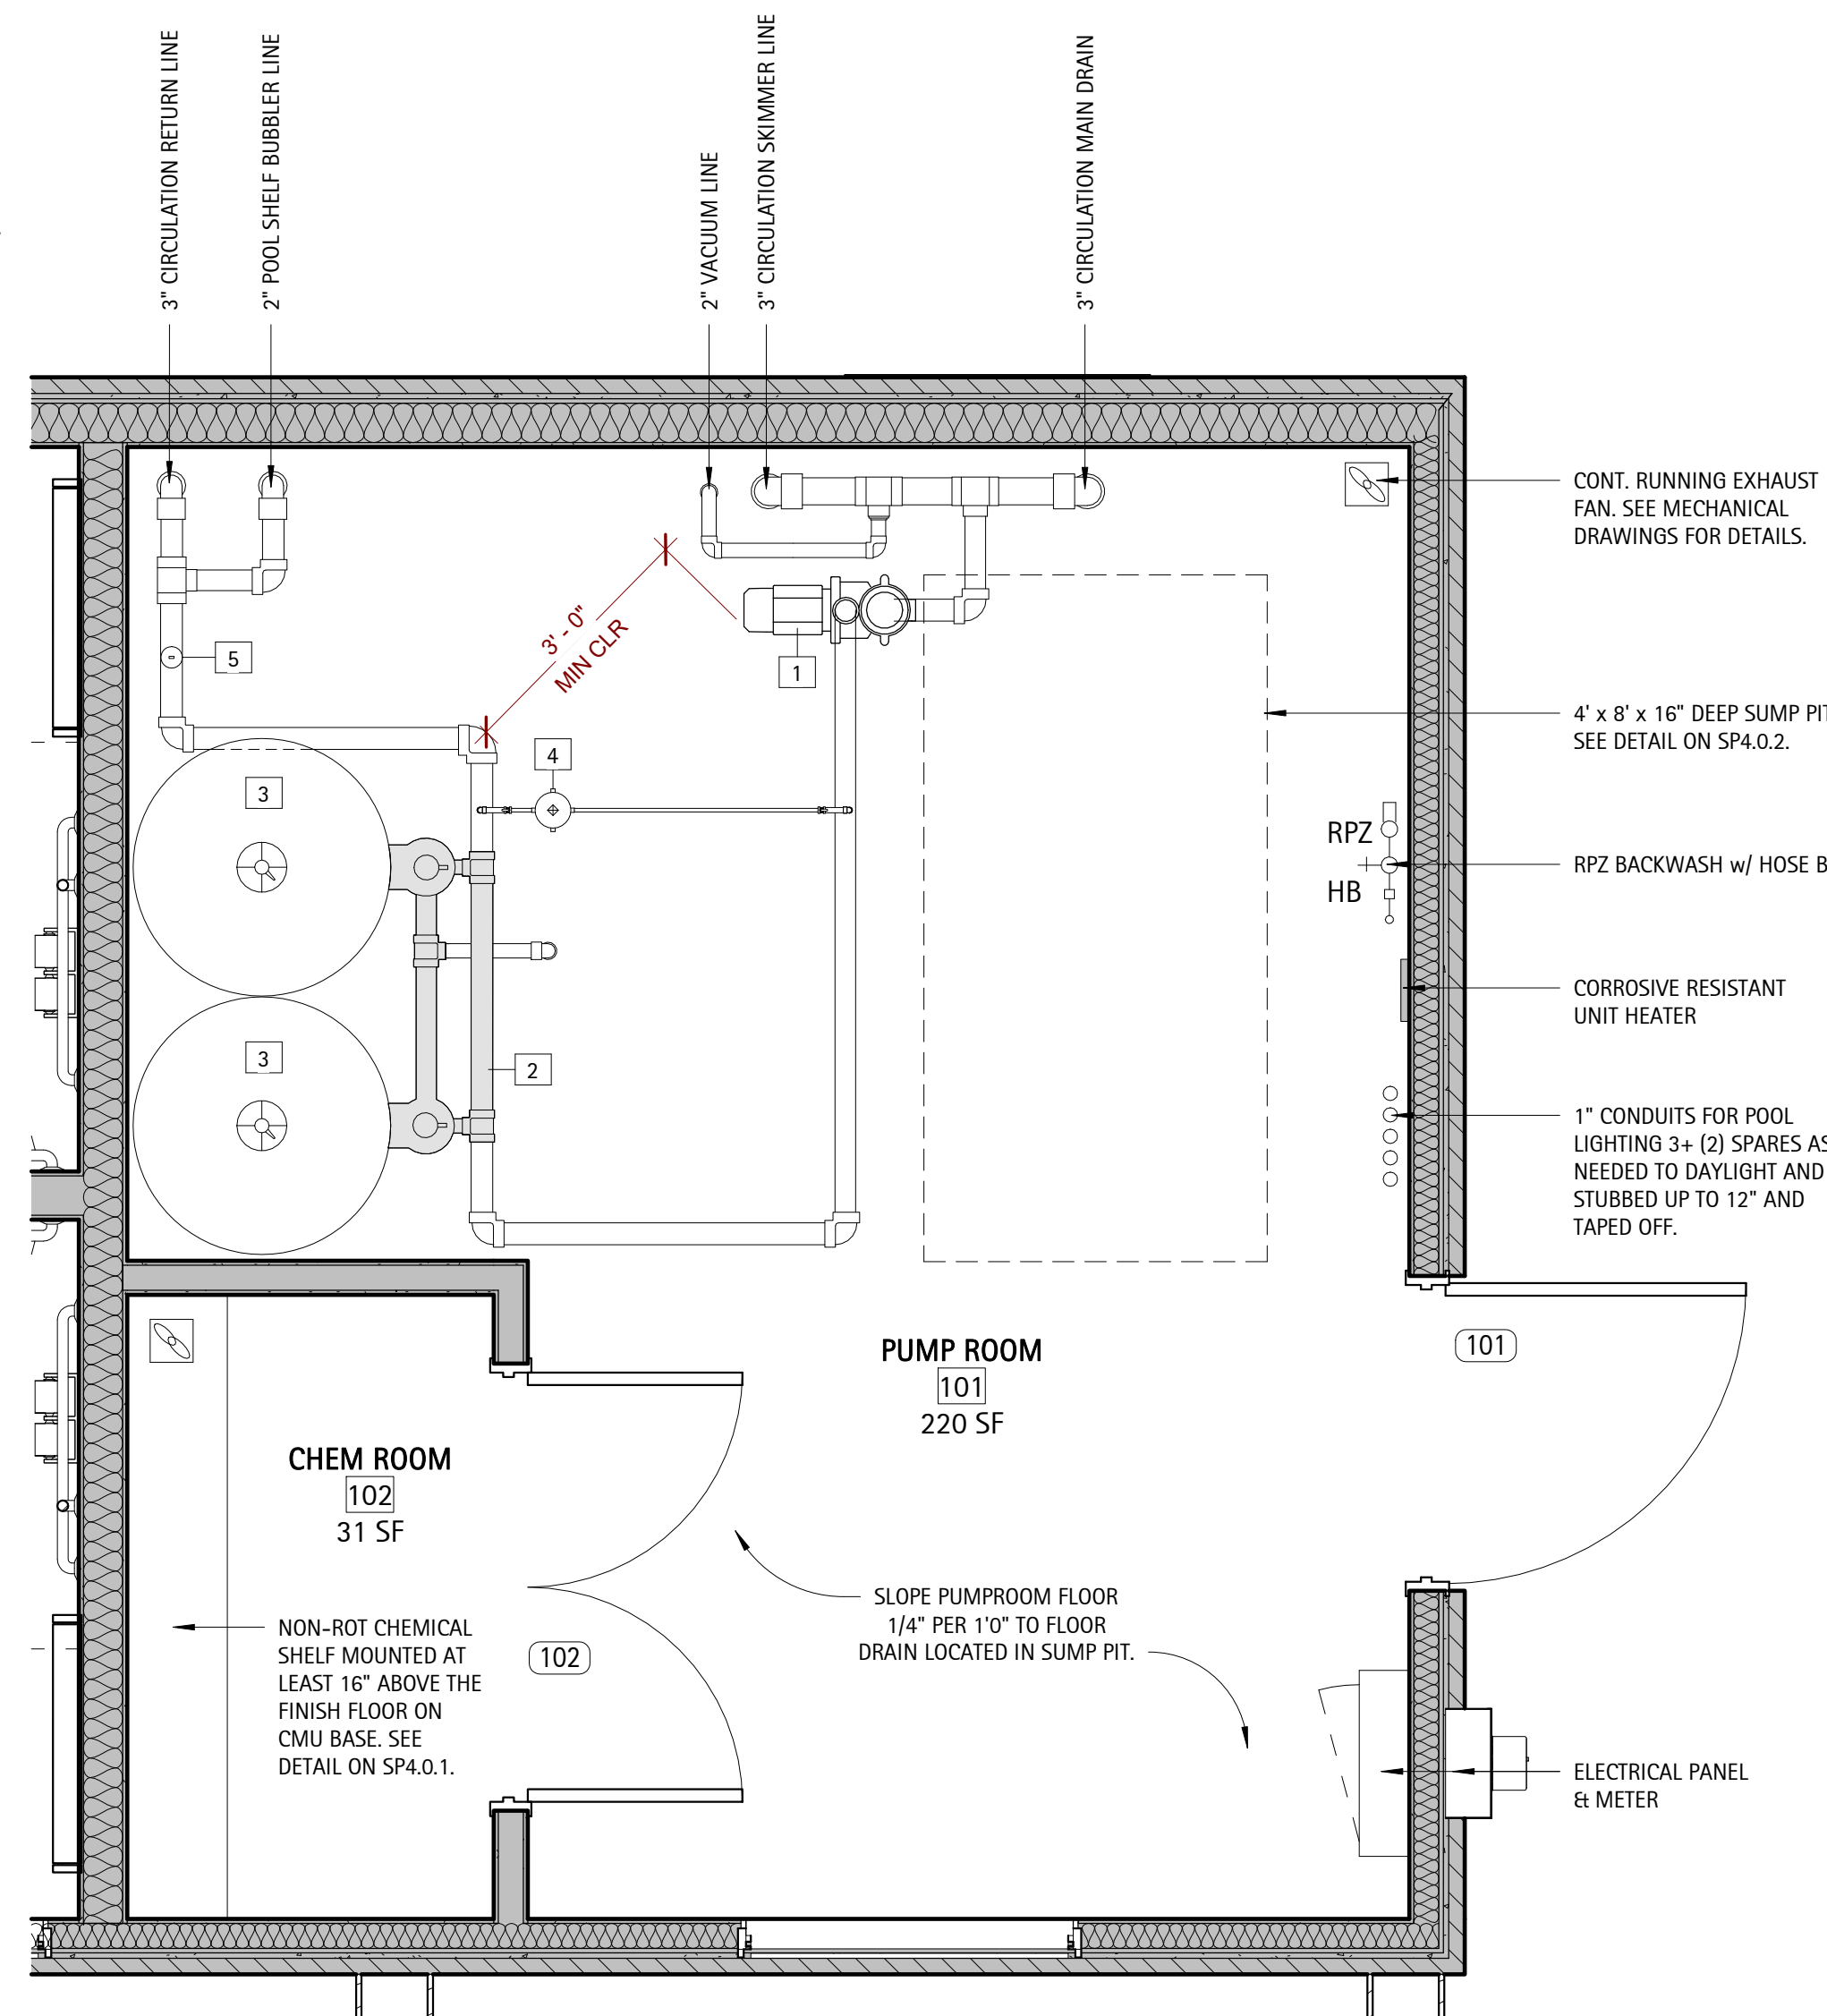 3" CIRCULATION RETURN LINE
2" POOL SHELF BUBBLER LINE
2" VACUUM LINE
3" CIRCULATION SKIMMER LINE
3" CIRCULATION MAIN DRAIN
CONT. RUNNING EXHAUST
FAN. SEE MECHANICAL
DRAWINGS FOR DETAILS.
3' - 0"
MIN CLR
5
1
4' x 8' x 16" DEEP SUMP
SEE DETAIL ON SP4.0.2.
4
3
RPZ
HB
RPZ BACKWASH w/ HOSE
CORROSIVE RESISTANT
UNIT HEATER
3
2
1" CONDUITS FOR POOL
LIGHTING 3+ (2) SPARES AS
NEEDED TO DAYLIGHT AND
STUBBED UP TO 12" AND
TAPED OFF.
PUMP ROOM
101
220 SF
101
CHEM ROOM
102
31 SF
SLOPE PUMPROOM FLOOR
1/4" PER 1'0" TO FLOOR
DRAIN LOCATED IN SUMP PIT.
NON-ROT CHEMICAL
SHELF MOUNTED AT
LEAST 16" ABOVE THE
FINISH FLOOR ON
CMU BASE. SEE
DETAIL ON SP4.0.1.
102
ELECTRICAL PANEL
& METER